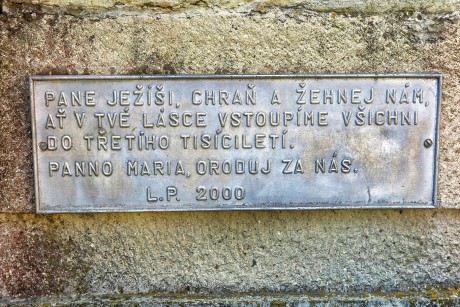 PANE JEŽÍŠI, CHRAŇ A ŽEHNEJ NÁM,
AŤ V TVÉ LÁSCE VSTOUPÍME VŠICHNI
DO TŘETÍHO TISÍCILETÍ.
PANNO MARIA, ORODUJ ZA NÁS.
L.P. 2000